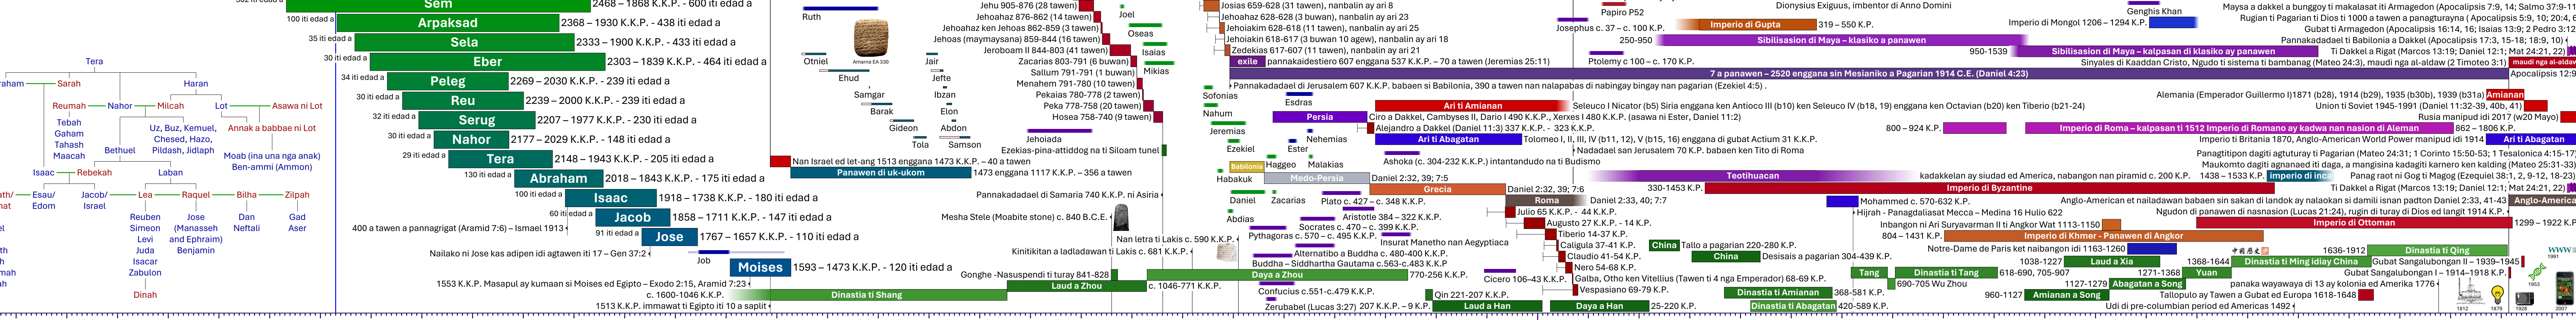 Tera
raham
Sarah
Haran
Reumah
Nahor
Milcah
Lot
Asawa ni Lot
Tebah
Gaham
Tahash
Maacah
Uz, Buz, Kemuel,
Chesed, Hazo,
Pildash, Jidlaph
Annak a babbae ni Lot
Bethuel
Moab (ina una nga anak)
Ben-ammi (Ammon)
Isaac
Rebekah
Laban
Esau/
Edom
Jacob/
Israel
Lea
Raquel
Bilha
Zilpah
Reuben
Simeon
Levi
Juda
Isacar
Zabulon
Dinah
Jose
(Manasseh
and Ephraim)
Benjamin
Dan
Neftali
Gad
Aser
Sem
2468 – 1868 K.K.P. - 600 iti edad a
100 iti edad a
Arpaksad
2368 – 1930 K.K.P. - 438 iti edad a
35 iti edad a
Sela
2333 – 1900 K.K.P. - 433 iti edad a
30 iti edad a
Eber
2303 – 1839 K.K.P. - 464 iti edad a
34 iti edad a
Peleg
2269 – 2030 K.K.P. - 239 iti edad a
30 iti edad a
Reu
2239 – 2000 K.K.P. - 239 iti edad a
32 iti edad a
Serug
2207 – 1977 K.K.P. - 230 iti edad a
30 iti edad a
Nahor
2177 – 2029 K.K.P. - 148 iti edad a
29 iti edad a
Tera
2148 – 1943 K.K.P. - 205 iti edad a
130 iti edad a
Abraham
2018 – 1843 K.K.P. - 175 iti edad a
100 iti edad a
Isaac
1918 – 1738 K.K.P. - 180 iti edad a
60 iti edad a
Jacob
1858 – 1711 K.K.P. - 147 iti edad a
400 a tawen a pannagrigat (Aramid 7:6) – Ismael 1913
91 iti edad a
Jose
1767 – 1657 K.K.P. - 110 iti edad a
Nailako ni Jose kas adipen idi agtawen iti 17 – Gen 37:2
Job
Moises
1593 – 1473 K.K.P. - 120 iti edad a
1553 K.K.P. Masapul ay kumaan si Moises ed Egipto – Exodo 2:15, Aramid 7:23
c. 1600-1046 K.K.P.
Dinastia ti Shang
1513 K.K.P. immawat ti Egipto iti 10 a saplit
Ruth
Amarna EA 330
Otniel
Ehud
Samgar
Barak
Gideon
Tola
Jair
Jefte
Ibzan
Elon
Abdon
Samson
Nan Israel ed let-ang 1513 enggana 1473 K.K.P. – 40 a tawen
Panawen di uk-ukom
1473 enggana 1117 K.K.P. – 356 a tawen
Jehu 905-876 (28 tawen)
Jehoahaz 876-862 (14 tawen)
Jehoahaz ken Jehoas 862-859 (3 tawen)
Jehoas (maymaysana) 859-844 (16 tawen)
Jeroboam II 844-803 (41 tawen)
Zacarias 803-791 (6 buwan)
Sallum 791-791 (1 buwan)
Menahem 791-780 (10 tawen)
Pekaias 780-778 (2 tawen)
Peka 778-758 (20 tawen)
Hosea 758-740 (9 tawen)
Joel
Oseas
Isaias
Mikias
Jehoiada
Ezekias-pina-attiddog na ti Siloam tunel
Pannakadadael di Samaria 740 K.K.P. ni Asiria
Mesha Stele (Moabite stone) c. 840 B.C.E.
Nan letra ti Lakis c. 590 K.K.P.
Kinitikitan a ladladawan ti Lakis c. 681 K.K.P.
Gonghe -Nasuspendi ti turay 841-828
Daya a Zhou
770-256 K.K.P.
Laud a Zhou
c. 1046-771 K.K.P.
Josias 659-628 (31 tawen), nanbalin ay ari 8
Jehoahaz 628-628 (3 buwan), nanbalin ay ari 23
Jehoiakim 628-618 (11 tawen), nanbalin ay ari 25
Jehoiakin 618-617 (3 buwan 10 agew), nanbalin ay ari 18
Zedekias 617-607 (11 tawen), nanbalin ay ari 21
exile
pannakaidestiero 607 enggana 537 K.K.P. – 70 a tawen (Jeremias 25:11)
7 a panawen – 2520 enggana sin Mesianiko a Pagarian 1914 C.E. (Daniel 4:23)
Pannakadadael di Jerusalem 607 K.K.P. babaen si Babilonia, 390 a tawen nan nalapbas di nabingbay bingay nan pagarian (Ezekiel 4:5) .
Sofonias
Nahum
Jeremias
Ezekiel
Habakuk
Daniel
Abdias
Esdras
Nehemias
Ester
Haggeo
Malakias
Zacarias
Ari ti Amianan
Seleuco I Nicator (b5) Siria enggana ken Antioco III (b10) ken Seleuco IV (b18, 19) enggana ken Octavian (b20) ken Tiberio (b21-24)
Persia
Ciro a Dakkel, Cambyses II, Dario I 490 K.K.P., Xerxes I 480 K.K.P. (asawa ni Ester, Daniel 11:2)
Alejandro a Dakkel (Daniel 11:3) 337 K.K.P. - 323 K.K.P.
Ari ti Abagatan
Tolomeo I, II, III, IV (b11, 12), V (b15, 16) enggana di gubat Actium 31 K.K.P.
Nadadael san Jerusalem 70 K.P. babaen ken Tito di Roma
Ashoka (c. 304-232 K.K.P.) intantandudo na ti Budismo
Babilonia
Medo-Persia
Daniel 2:32, 39; 7:5
Grecia
Daniel 2:32, 39; 7:6
Roma
Daniel 2:33, 40; 7:7
Plato c. 427 – c. 348 K.K.P.
Aristotle 384 – 322 K.K.P.
Socrates c. 470 – c. 399 K.K.P.
Pythagoras c. 570 – c. 495 K.K.P.
Insurat Manetho nan Aegyptiaca
Alternatibo a Buddha c. 480-400 K.K.P.
Buddha – Siddhartha Gautama c.563-c.483 K.K.P
Confucius c.551-c.479 K.K.P.
Zerubabel (Lucas 3:27)
Cicero 106–43 K.K.P.
Qin 221-207 K.K.P.
207 K.K.P. – 9 K.P.
Laud a Han
Daya a Han
25-220 K.P.
Julio 65 K.K.P. - 44 K.K.P.
Augusto 27 K.K.P. - 14 K.P.
Tiberio 14-37 K.P.
Caligula 37-41 K.P.
Claudio 41-54 K.P.
Nero 54-68 K.P.
Galba, Otho ken Vitellius (Tawen ti 4 nga Emperador) 68-69 K.P.
Vespasiano 69-79 K.P.
Dionysius Exiguus, imbentor di Anno Domini
Papiro P52
Josephus c. 37 – c. 100 K.P.
Ptolemy c 100 – c. 170 K.P.
Imperio di Gupta
319 – 550 K.P.
250-950
Sibilisasion di Maya – klasiko a panawen
950-1539
Sibilisasion di Maya – kalpasan di klasiko ay panawen
Genghis Khan
Imperio di Mongol 1206 – 1294 K.P.
Teotihuacan
kadakkelan ay siudad ed America, nabangon nan piramid c. 200 K.P.
1438 – 1533 K.P.
imperio di inca
330-1453 K.P.
Imperio di Byzantine
Mohammed c. 570-632 K.P.
Hijrah - Panagdaliasat Mecca – Medina 16 Hulio 622
Inbangon ni Ari Suryavarman II ti Angkor Wat 1113-1150
804 – 1431 K.P.
Imperio di Khmer - Panawen di Angkor
Notre-Dame de Paris ket naibangon idi 1163-1260
China
Tallo a pagarian 220-280 K.P.
China
Desisais a pagarian 304-439 K.P.
Tang
Dinastia ti Tang
618-690, 705-907
690-705 Wu Zhou
Dinastia ti Amianan
368-581 K.P.
Dinastia ti Abagatan
420-589 K.P.
1038-1227
Laud a Xia
1271-1368
Yuan
1127-1279
Abagatan a Song
960-1127
Amianan a Song
1368-1644
Dinastia ti Ming idiay China
中國歷史
1636-1912
Dinastia ti Qing
Maysa a dakkel a bunggoy ti makalasat iti Armagedon (Apocalipsis 7:9, 14; Salmo 37:9-11
Rugian ti Pagarian ti Dios ti 1000 a tawen a panagturayna ( Apocalipsis 5:9, 10; 20:4, 6
Gubat ti Armagedon (Apocalipsis 16:14, 16; Isaias 13:9; 2 Pedro 3:12
Pannakadadael ti Babilonia a Dakkel (Apocalipsis 17:3, 15-18; 18:9, 10)
Ti Dakkel a Rigat (Marcos 13:19; Daniel 12:1; Mat 24:21, 22)
Sinyales di Kaaddan Cristo, Ngudo ti sistema ti bambanag (Mateo 24:3), maudi nga al-aldaw (2 Timoteo 3:1)
maudi nga al-aldaw
Apocalipsis 12:9
Alemania (Emperador Guillermo I)1871 (b28), 1914 (b29), 1935 (b30b), 1939 (b31a)
Amianan
Union ti Soviet 1945-1991 (Daniel 11:32-39, 40b, 41)
Rusia manipud idi 2017 (w20 Mayo)
800 – 924 K.P.
Imperio di Roma – kalpasan ti 1512 Imperio di Romano ay kadwa nan nasion di Aleman
862 – 1806 K.P.
Imperio ti Britania 1870, Anglo-American World Power manipud idi 1914
Ari ti Abagatan
Panagtitipon dagiti agtuturay ti Pagarian (Mateo 24:31; 1 Corinto 15:50-53; 1 Tesalonica 4:15-17
Maukomto dagiti agnanaed iti daga, a mangisina kadagiti karnero ken kalding (Mateo 25:31-33)
Panag raot ni Gog ti Magog (Ezequiel 38:1, 2, 9-12, 18-23)
Ti Dakkel a Rigat (Marcos 13:19; Daniel 12:1; Mat 24:21, 22)
Anglo-American et nailadawan babaen sin sakan di landok ay nalaokan si damili isnan papdot Daniel 2:33, 41-43
Anglo-America
Ngudon di panawen di nasnasion (Lucas 21:24), rugin di turay di Dios ed langit 1914 K.P.
Imperio di Ottoman
1299 – 1922 K.P.
Gubat Sangalubongan II – 1939–1945
Gubat Sangalubongan I – 1914–1918 K.P.
panaka wayawaya di 13 ay kolonia ed Amerika 1776
Tallopulo ay Tawen a Gubat ed Europa 1618-1648
Udi di pre-columbian period ed Americas 1492
WWW
1991
1953
1812
1879
1928
2007